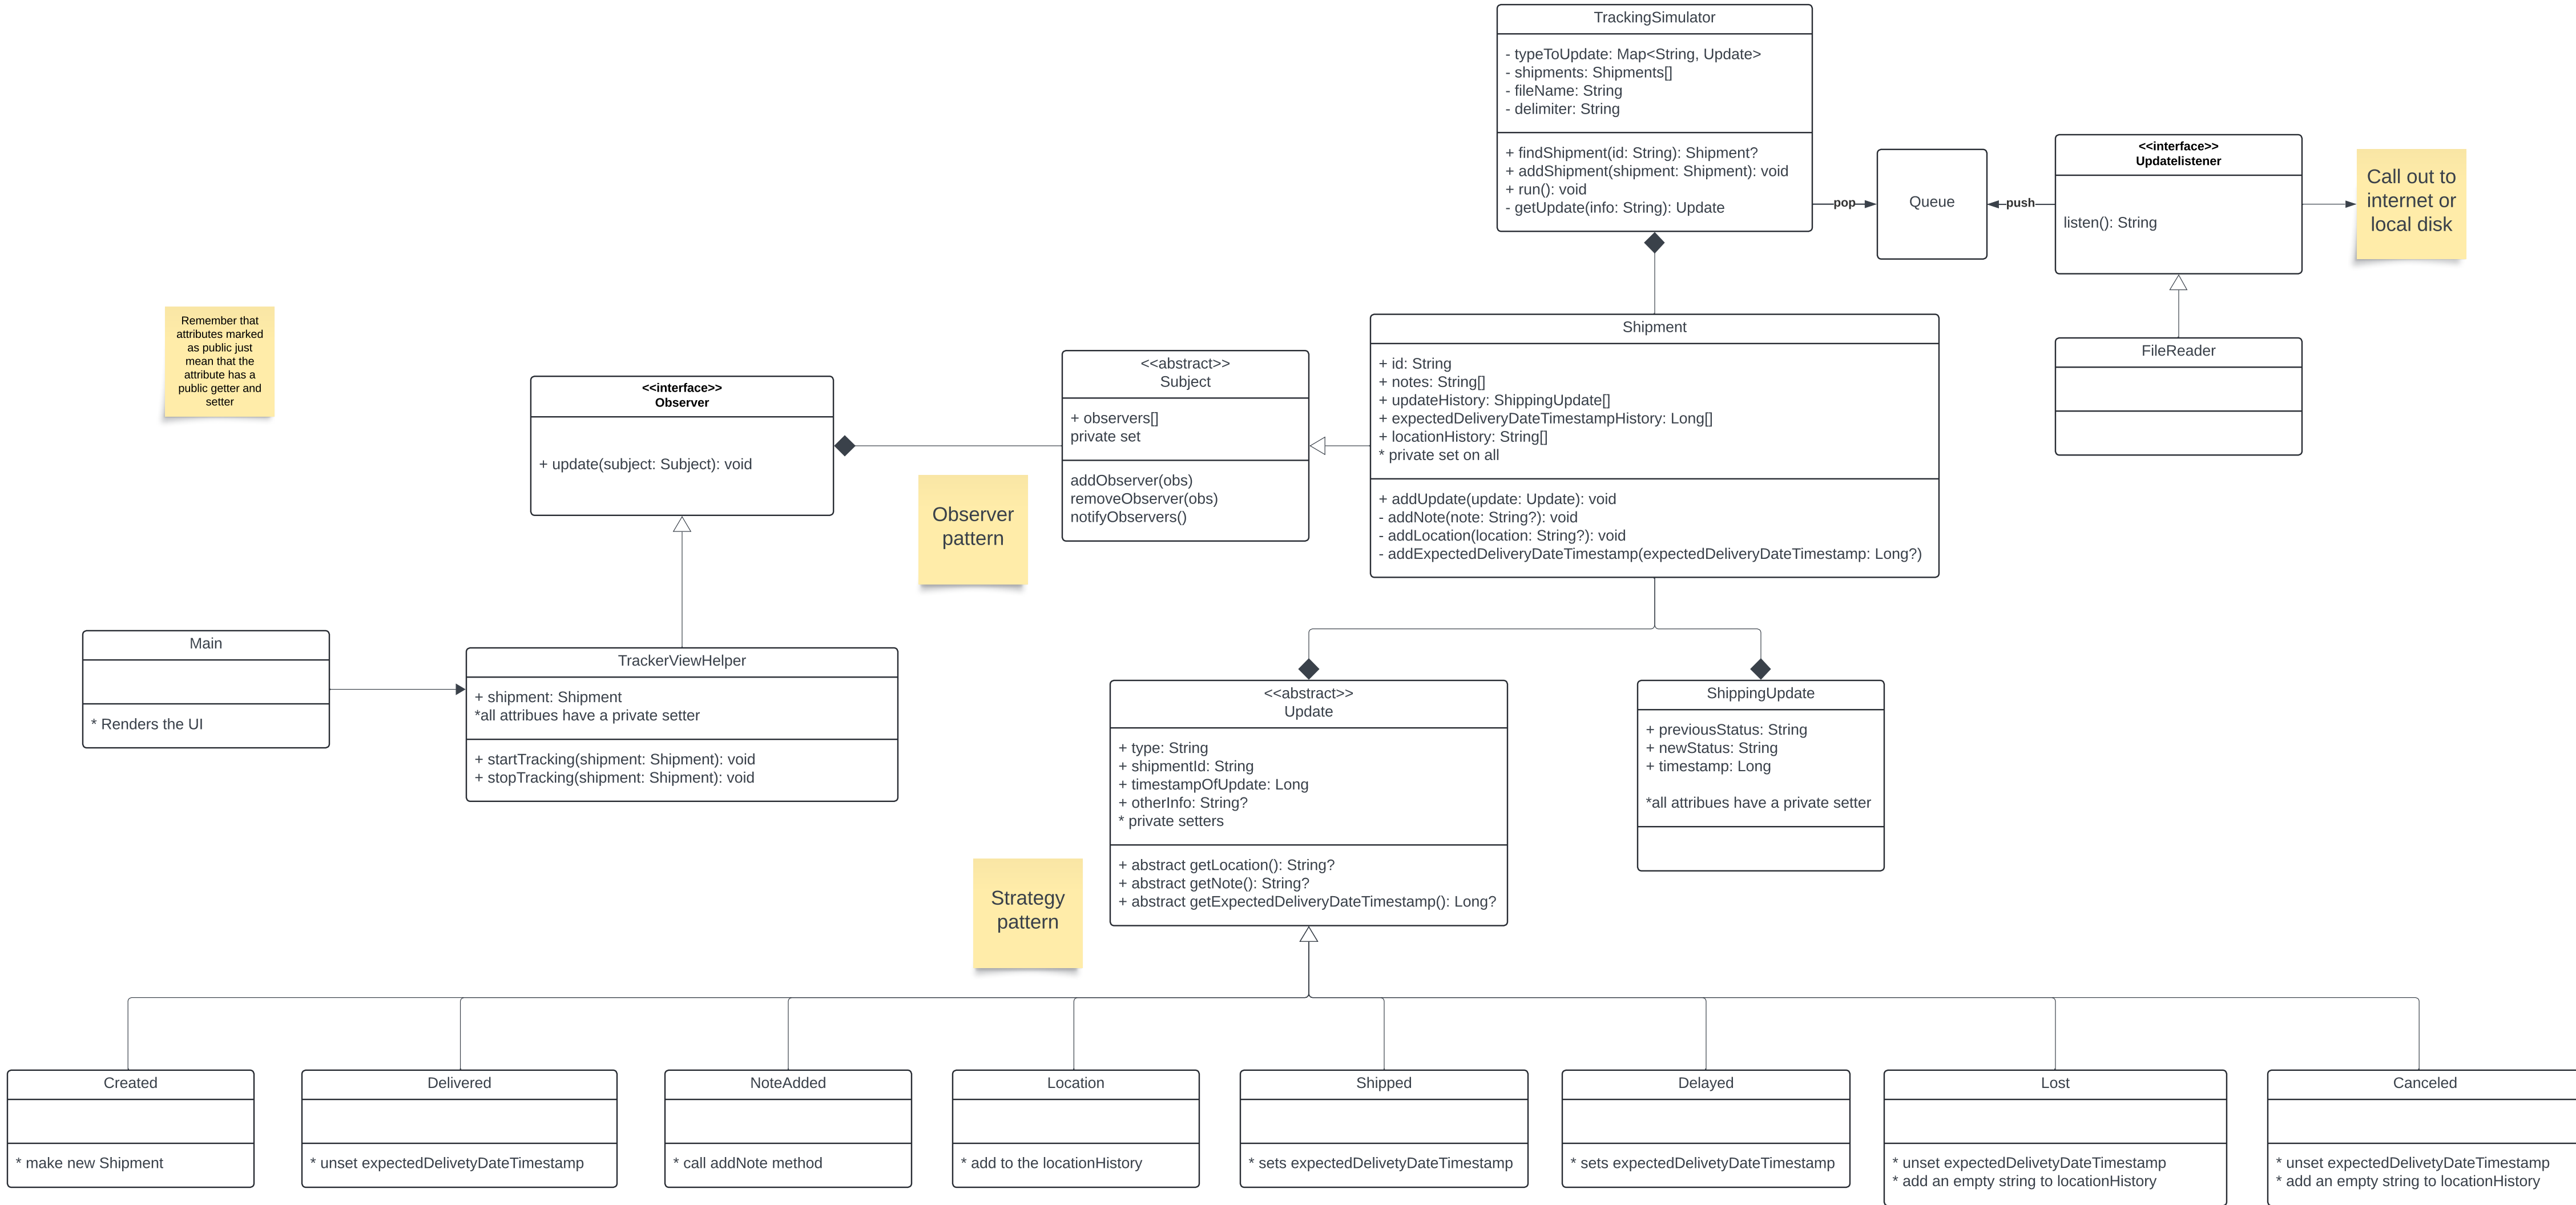 TrackingSimulator
- typeToUpdate: Map<String, Update>
- shipments: Shipments[]
- fileName: String
- delimiter: String
+ findShipment(id: String): Shipment?
+ addShipment(shipment: Shipment): void
+ run(): void
- getUpdate(info: String): Update
pop
Queue
push
<<interface>>
Updatelistener
listen(): String
Call out to
internet or
local disk
FileReader
Remember that
attributes marked
as public just
mean that the
attribute has a
public getter and
setter
<<interface>>
Observer
+ update(subject: Subject): void
Observer
pattern
<<abstract>>
Subject
+ observers[]
private set
addObserver(obs)
removeObserver(obs)
notifyObservers()
Shipment
+ id: String
+ notes: String[]
+ updateHistory: ShippingUpdate[]
+ expectedDeliveryDateTimestampHistory: Long[]
+ locationHistory: String[]
* private set on all
+ addUpdate(update: Update): void
- addNote(note: String?): void
- addLocation(location: String?): void
- addExpectedDeliveryDateTimestamp(expectedDeliveryDateTimestamp: Long?)
Main
* Renders the UI
TrackerViewHelper
+ shipment: Shipment
*all attribues have a private setter
+ startTracking(shipment: Shipment): void
+ stopTracking(shipment: Shipment): void
Strategy
pattern
<<abstract>>
Update
+ type: String
+ shipmentId: String
+ timestampOfUpdate: Long
+ otherInfo: String?
* private setters
+ abstract getLocation(): String?
+ abstract getNote(): String?
+ abstract getExpectedDeliveryDateTimestamp(): Long?
ShippingUpdate
+ previousStatus: String
+ newStatus: String
+ timestamp: Long
*all attribues have a private setter
Created
* make new Shipment
Delivered
* unset expectedDelivetyDateTimestamp
NoteAdded
* call addNote method
Location
* add to the locationHistory
Shipped
* sets expectedDelivetyDateTimestamp
Delayed
* sets expectedDelivetyDateTimestamp
Lost
* unset expectedDelivetyDateTimestamp
* add an empty string to locationHistory
Canceled
* unset expectedDelivetyDateTimestamp
* add an empty string to locationHistory